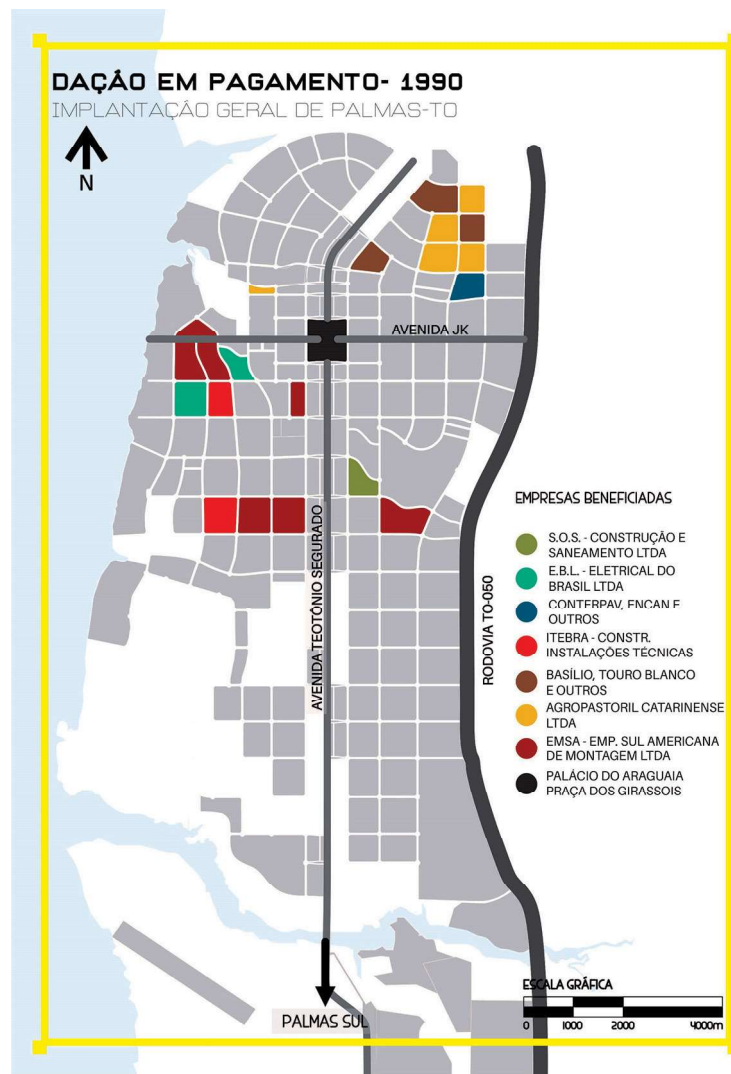 DAÇÃO EM PAGAMENTO- 1990
IMPLANTAÇÃO GERAL DE PALMAS-TO
N
AVENIDA JK
AVENIDA TEOTÔNIO SEGURADO
RODOVIA TO-050
EMPRESAS BENEFICIADAS
S.O.S. - CONSTRUÇÃO E
SANEAMENTO LTDA
E.B.L. - ELETRICAL DO
BRASIL LTDA
CONTERPAV, ENCAN E
OUTROS
ITEBRA - CONSTR.
INSTALAÇÕES TÉCNICAS
BASÍLIO, TOURO BLANCO
E OUTROS
AGROPASTORIL CATARINENSE
LTDA
EMSA - EMP. SUL AMERICANA
DE MONTAGEM LTDA
PALÁCIO DO ARAGUAIA
PRAÇA DOS GIRASSOIS
PALMAS SUL
ESCALA GRÁFICA
0 1000 2000 4000m